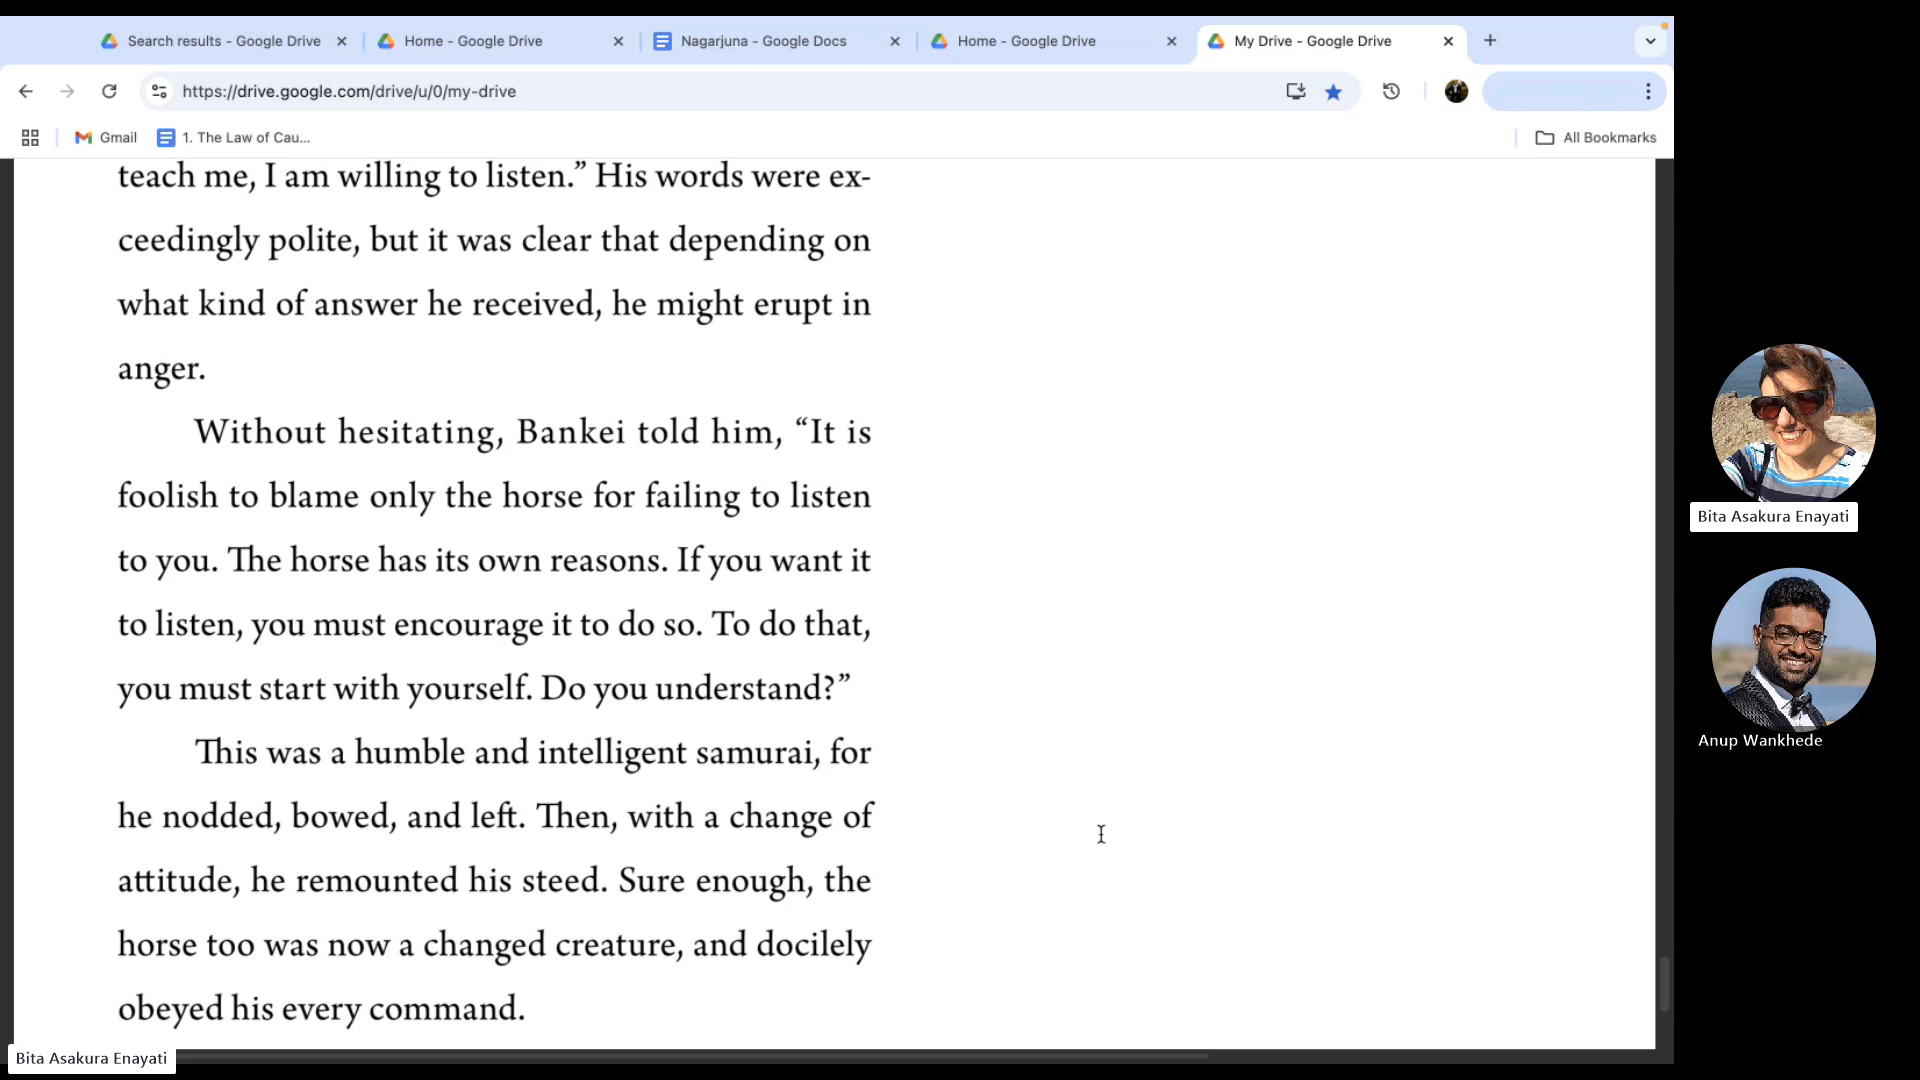 Search results - Google Drive
Home - Google Drive
Nagarjuna - Google Docs
Home - Google Drive
My Drive - Google Drive
https://drive.google.com/drive/u/0/my-drive
Gmail
1. The Law of Cau...
All Bookmarks
teach me, I am willing to listen.” His words were ex-
ceedingly polite, but it was clear that depending on
what kind of answer he received, he might erupt in
anger.
Without hesitating, Bankei told him, “It is
foolish to blame only the horse for failing to listen
to you. The horse has its own reasons. If you want it
to listen, you must encourage it to do so. To do that,
you must start with yourself. Do you understand?”
This was a humble and intelligent samurai, for
he nodded, bowed, and left. Then, with a change of
attitude, he remounted his steed. Sure enough, the
horse too was now a changed creature, and docilely
obeyed his every command.
Bita Asakura Enayati
Anup Wankhede
Bita Asakura Enayati